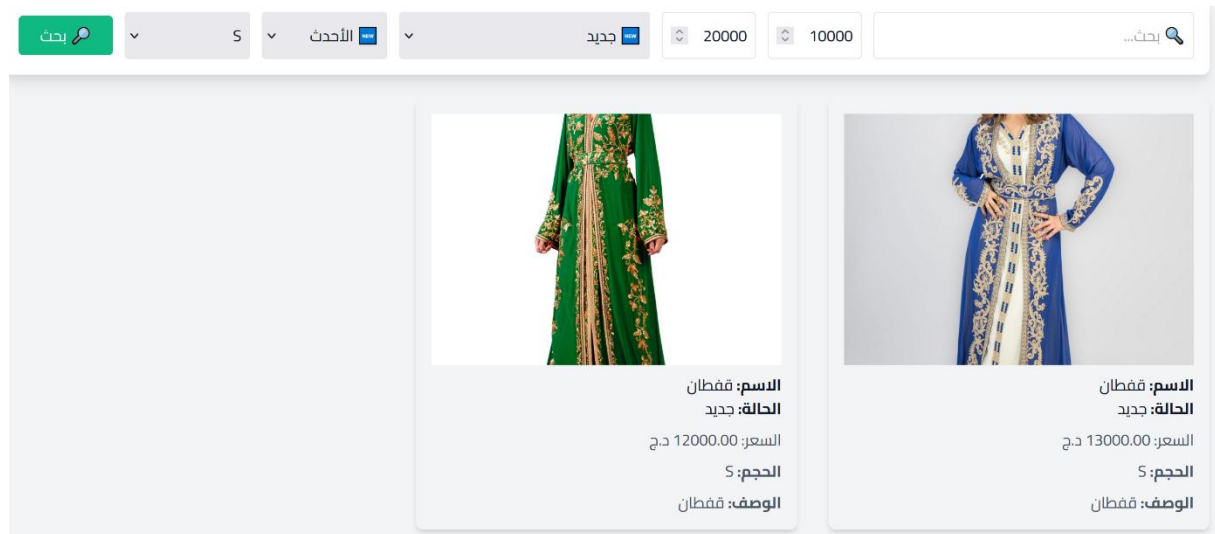 🔍 بحث...
10000
20000
🆕 جديد
🆕 الأحدث
S
🔎 بحث
الاسم: قفطان
الحالة: جديد
السعر: 13000.00 د.ج
الحجم: S
الوصف: قفطان
الاسم: قفطان
الحالة: جديد
السعر: 12000.00 د.ج
الحجم: S
الوصف: قفطان